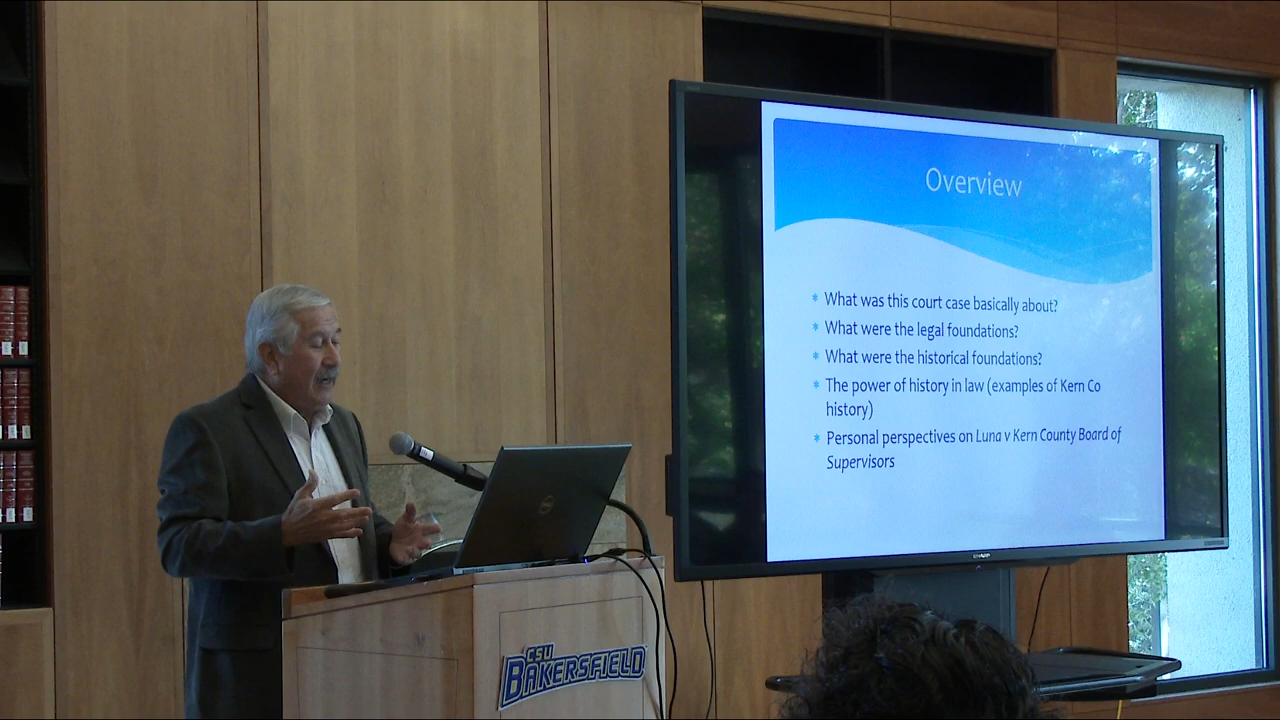 Overview
* What was this court case basically about?
* What were the legal foundations?
* What were the historical foundations?
* The power of history in law (examples of Kern Co
history)
* Personal perspectives on Luna v Kern County Board of
Supervisors
SHARP
DELL
CSU
BAKERSFIELD